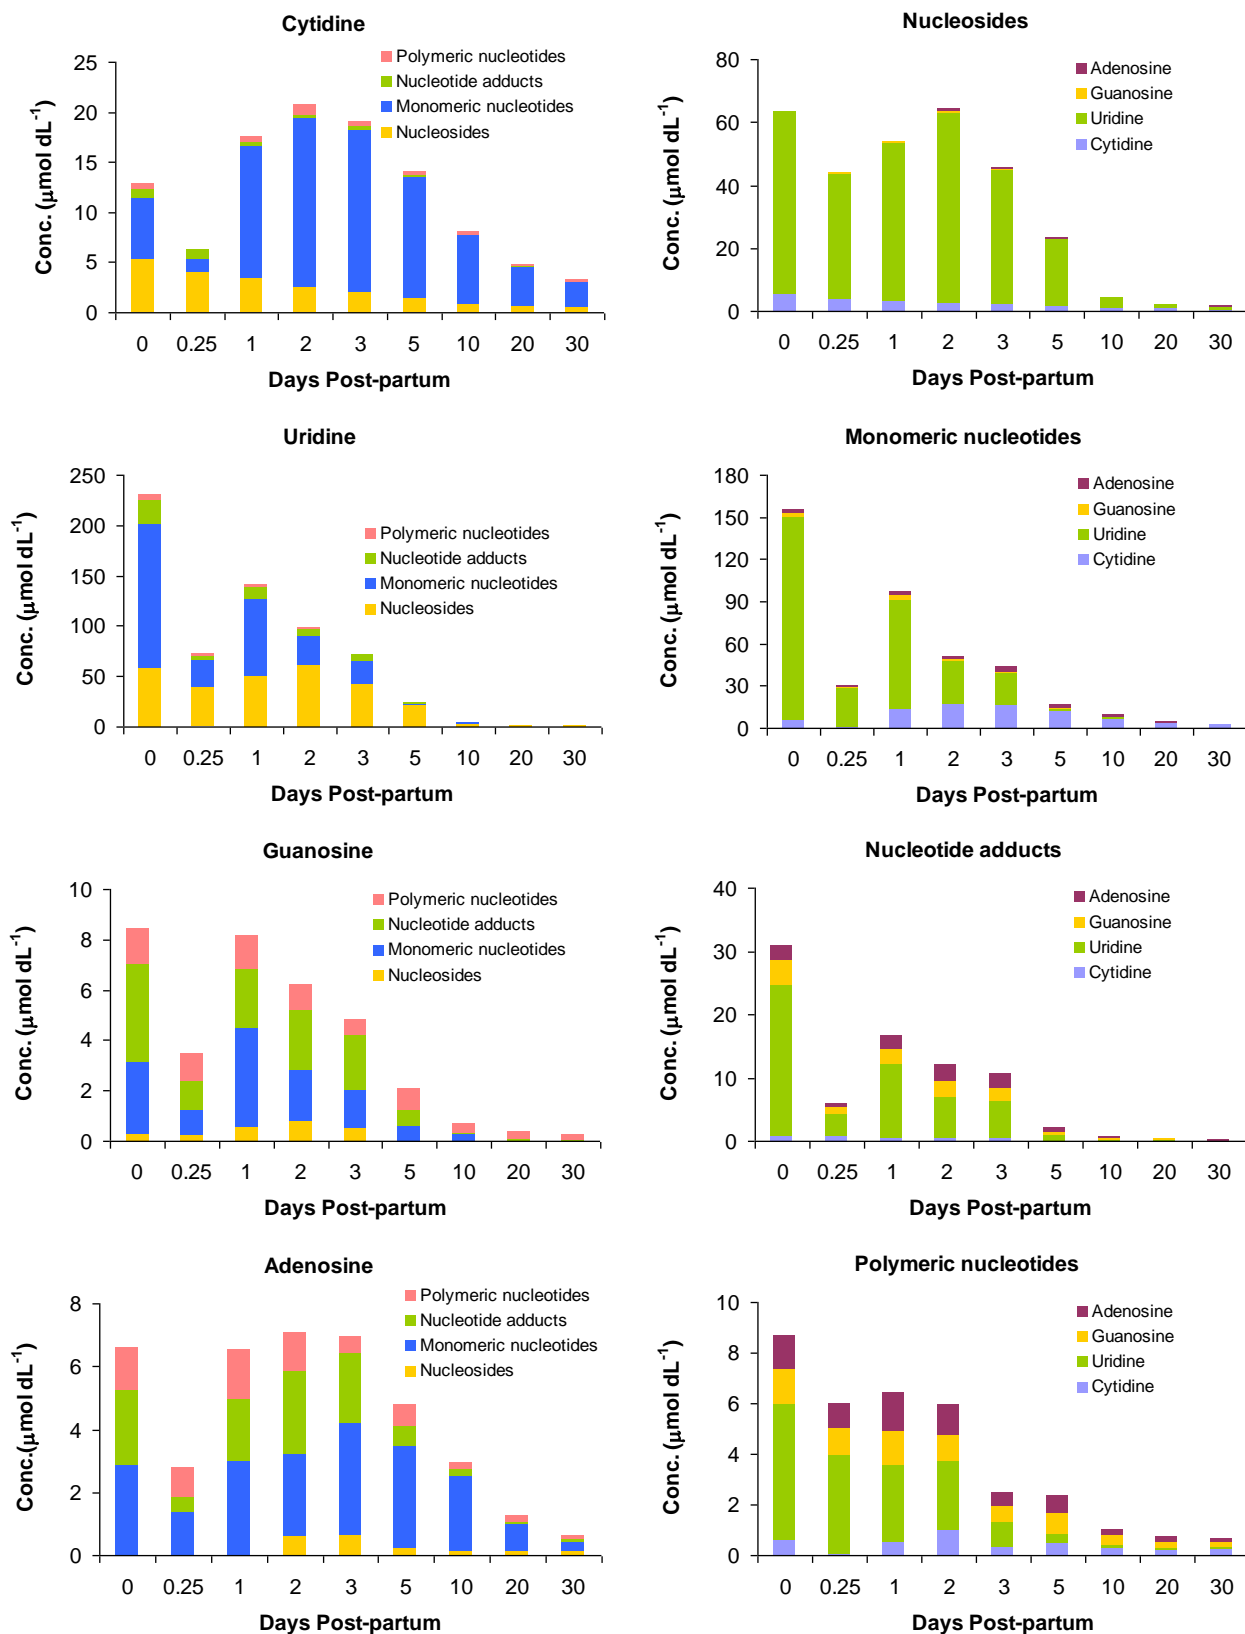 Cytidine
Polymeric nucleotides
Nucleotide adducts
Monomeric nucleotides
Nucleosides
Conc. (µmol dL⁻¹)
25
20
15
10
5
0
0 0.25 1 2 3 5 10 20 30
Days Post-partum
Nucleosides
Adenosine
Guanosine
Uridine
Cytidine
Conc. (µmol dL⁻¹)
80
60
40
20
0
0 0.25 1 2 3 5 10 20 30
Days Post-partum
Uridine
Polymeric nucleotides
Nucleotide adducts
Monomeric nucleotides
Nucleosides
Conc. (µmol dL⁻¹)
250
200
150
100
50
0
0 0.25 1 2 3 5 10 20 30
Days Post-partum
Monomeric nucleotides
Adenosine
Guanosine
Uridine
Cytidine
Conc. (µmol dL⁻¹)
180
150
120
90
60
30
0
0 0.25 1 2 3 5 10 20 30
Days Post-partum
Guanosine
Polymeric nucleotides
Nucleotide adducts
Monomeric nucleotides
Nucleosides
Conc. (µmol dL⁻¹)
10
8
6
4
2
0
0 0.25 1 2 3 5 10 20 30
Days Post-partum
Nucleotide adducts
Adenosine
Guanosine
Uridine
Cytidine
Conc. (µmol dL⁻¹)
40
30
20
10
0
0 0.25 1 2 3 5 10 20 30
Days Post-partum
Adenosine
Polymeric nucleotides
Nucleotide adducts
Monomeric nucleotides
Nucleosides
Conc.(µmol dL⁻¹)
8
6
4
2
0
0 0.25 1 2 3 5 10 20 30
Days Post-partum
Polymeric nucleotides
Adenosine
Guanosine
Uridine
Cytidine
Conc. (µmol dL⁻¹)
10
8
6
4
2
0
0 0.25 1 2 3 5 10 20 30
Days Post-partum